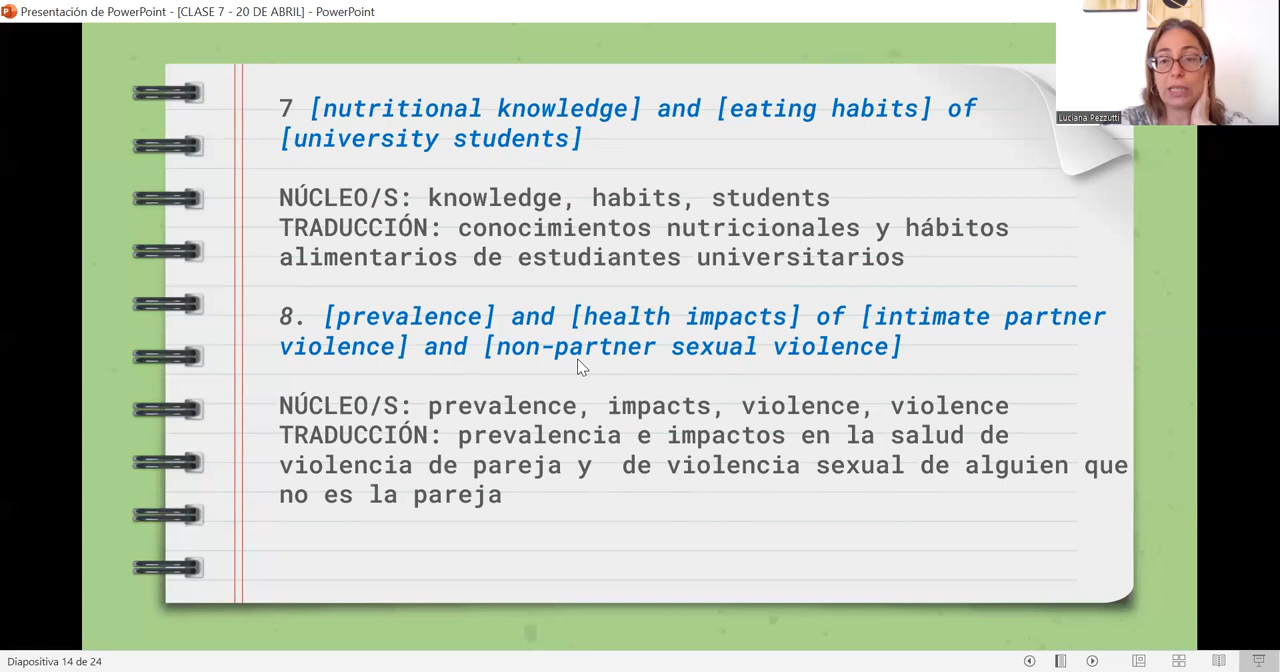 Presentación de PowerPoint - [CLASE 7 - 20 DE ABRIL] - PowerPoint
Luciana Pezzutti
7 [nutritional knowledge] and [eating habits] of
[university students]
NÚCLEO/S: knowledge, habits, students
TRADUCCIÓN: conocimientos nutricionales y hábitos
alimentarios de estudiantes universitarios
8. [prevalence] and [health impacts] of [intimate partner
violence] and [non-partner sexual violence]
NÚCLEO/S: prevalence, impacts, violence, violence
TRADUCCIÓN: prevalencia e impactos en la salud de
violencia de pareja y  de violencia sexual de alguien que
no es la pareja
Diapositiva 14 de 24